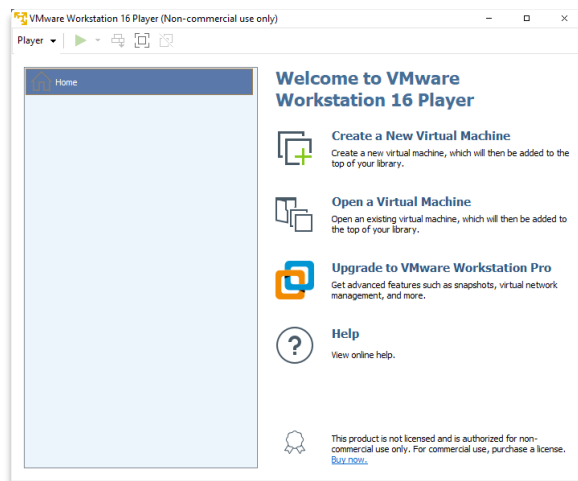 VMware Workstation 16 Player (Non-commercial use only)
Player
Home
Welcome to VMware
Workstation 16 Player
Create a New Virtual Machine
Create a new virtual machine, which will then be added to the
top of your library.
Open a Virtual Machine
Open an existing virtual machine, which will then be added to
the top of your library.
Upgrade to VMware Workstation Pro
Get advanced features such as snapshots, virtual network
management, and more.
Help
View online help.
This product is not licensed and is authorized for non-
commercial use only. For commercial use, purchase a license.
Buy now.